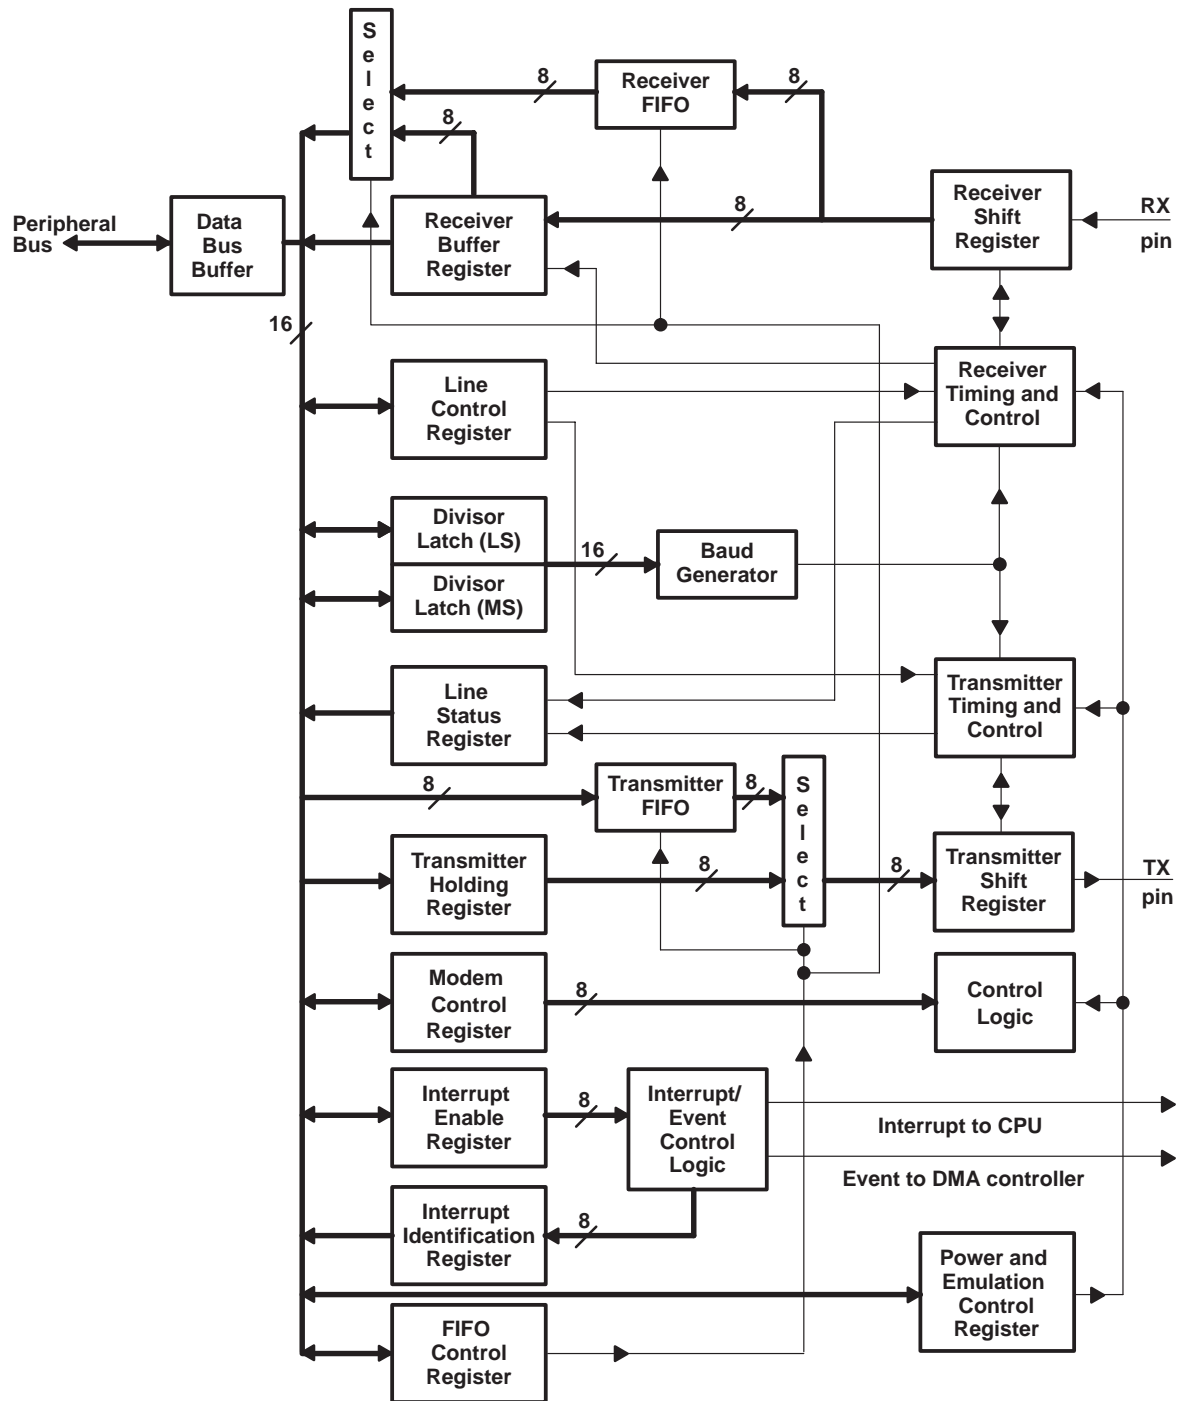 S
e
l
e
c
t
8
Receiver
FIFO
8
8
Peripheral
Bus
Data
Bus
Buffer
Receiver
Buffer
Register
8
Receiver
Shift
Register
RX
pin
16
Line
Control
Register
Receiver
Timing and
Control
Divisor
Latch (LS)
Divisor
Latch (MS)
16
Baud
Generator
Line
Status
Register
Transmitter
Timing and
Control
8
Transmitter
FIFO
8
S
e
l
e
c
t
Transmitter
Holding
Register
8
8
Transmitter
Shift
Register
TX
pin
Modem
Control
Register
8
Control
Logic
Interrupt
Enable
Register
8
Interrupt/
Event
Control
Logic
Interrupt to CPU
Event to DMA controller
Interrupt
Identification
Register
8
Power and
Emulation
Control
Register
FIFO
Control
Register